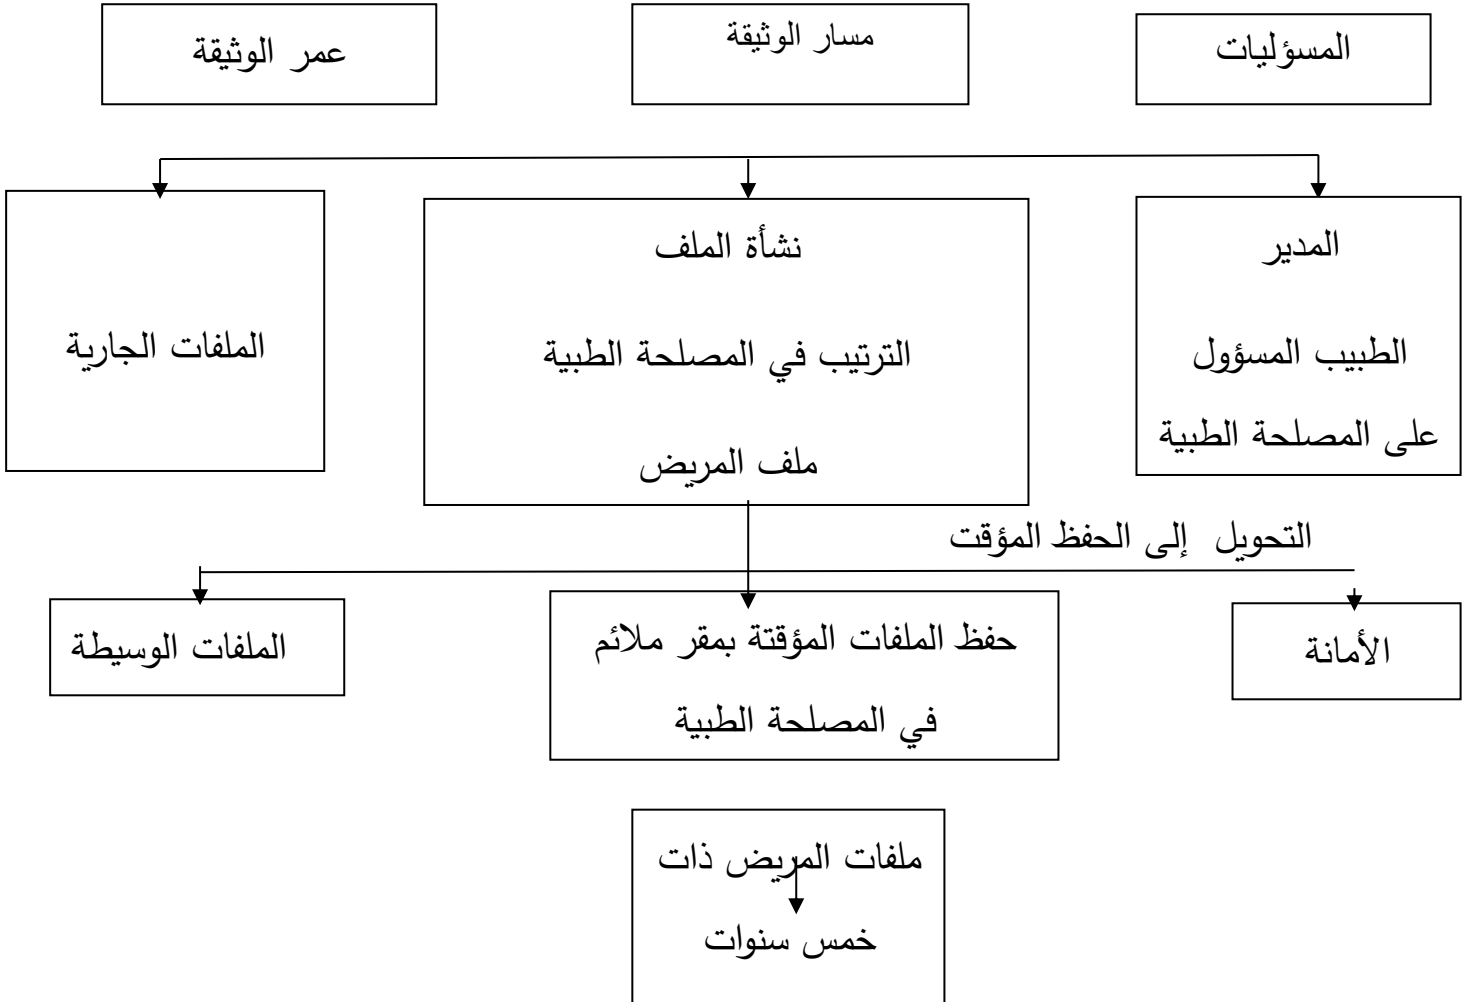 المسؤليات
مسار الوثيقة
عمر الوثيقة
المدير
الطبيب المسؤول
على المصلحة الطبية
نشأة الملف
الترتيب في المصلحة الطبية
ملف المريض
الملفات الجارية
التحويل إلى الحفظ المؤقت
الأمانة
حفظ الملفات المؤقتة بمقر ملائم
في المصلحة الطبية
الملفات الوسيطة
ملفات المريض ذات
خمس سنوات